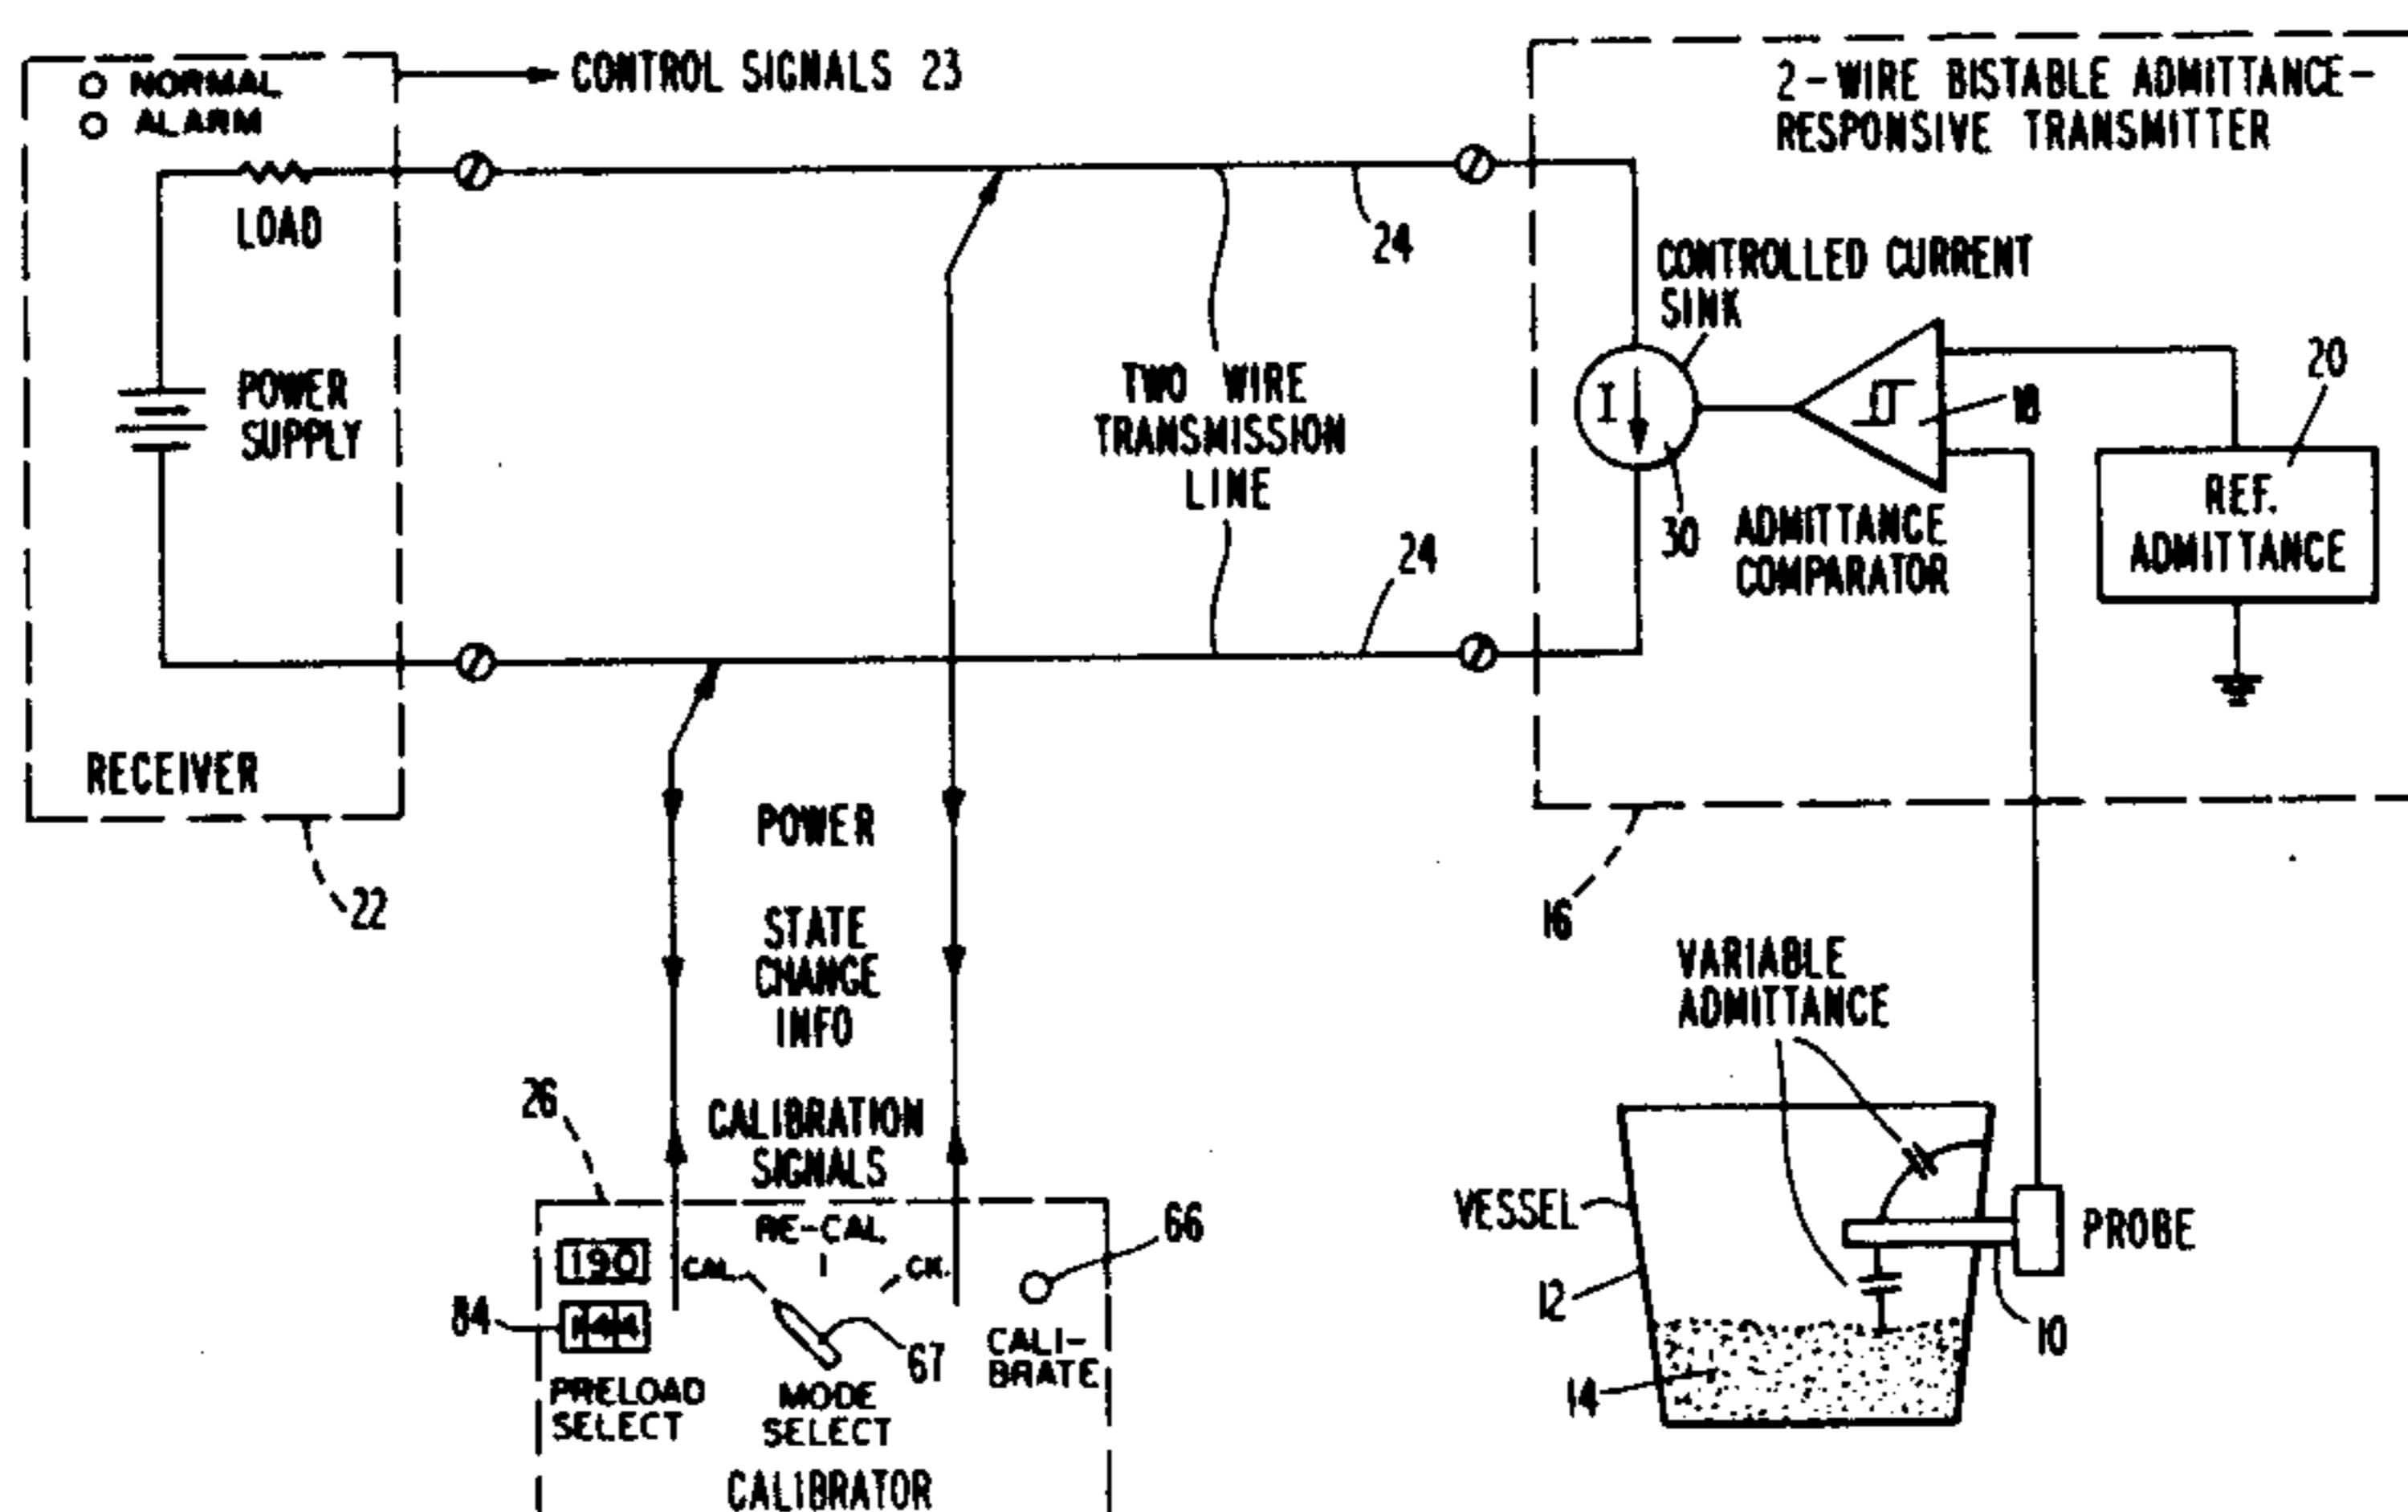 NORMAL
ALARM
CONTROL SIGNALS 23
LOAD
POWER
SUPPLY
RECEIVER
22
TWO WIRE
TRANSMISSION
LINE
24
24
2-WIRE BISTABLE ADMITTANCE-
RESPONSIVE TRANSMITTER
CONTROLLED CURRENT
SINK
I
30
18
ADMITTANCE
COMPARATOR
20
REF.
ADMITTANCE
16
POWER
STATE
CHANGE
INFO
CALIBRATION
SIGNALS
26
190
144
84
PRELOAD
SELECT
CAL
RE-CAL
CK.
67
MODE
SELECT
66
CALI-
BRATE
CALIBRATOR
VARIABLE
ADMITTANCE
VESSEL
12
14
10
PROBE